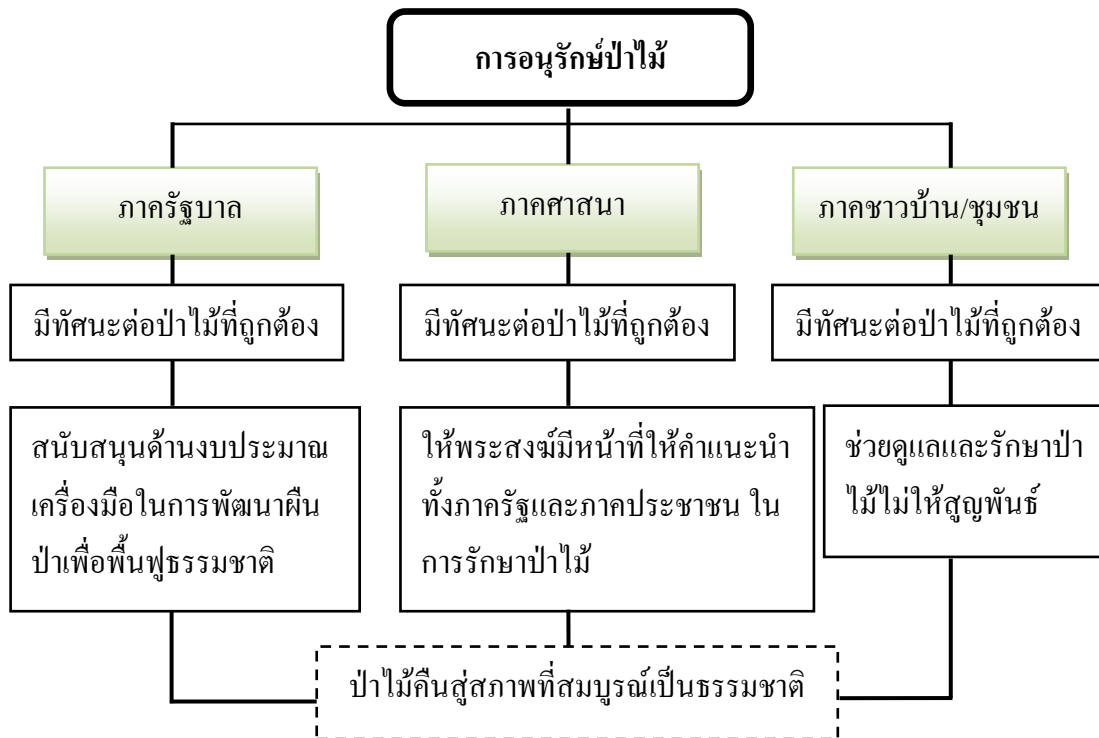 การอนุรักษ์ป่าไม้
ภาครัฐบาล
ภาคศาสนา
ภาคชาวบ้าน/ชุมชน
มีทัศนะต่อป่าไม้ที่ถูกต้อง
มีทัศนะต่อป่าไม้ที่ถูกต้อง
มีทัศนะต่อป่าไม้ที่ถูกต้อง
สนับสนุนด้านงบประมาณ
เครื่องมือในการพัฒนาผืน
ป่าเพื่อพื้นฟูธรรมชาติ
ให้พระสงฆ์มีหน้าที่ให้คำแนะนำ
ทั้งภาครัฐและภาคประชาชน ใน
การรักษาป่าไม้
ช่วยดูแลและรักษาป่า
ไม้ไม่ให้สูญพันธ์
ป่าไม้คืนสู่สภาพที่สมบูรณ์เป็นธรรมชาติ